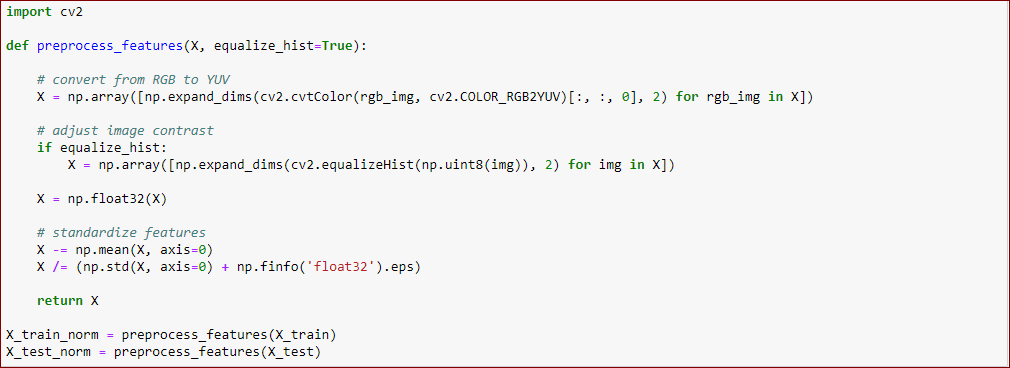 import cv2
def preprocess_features(X, equalize_hist=True):
# convert from RGB to YUV
X = np.array([np.expand_dims(cv2.cvtColor(rgb_img, cv2.COLOR_RGB2YUV)[:, :, 0], 2) for rgb_img in X])
# adjust image contrast
if equalize_hist:
X = np.array([np.expand_dims(cv2.equalizeHist(np.uint8(img)), 2) for img in X])
X = np.float32(X)
# standardize features
X -= np.mean(X, axis=0)
X /= (np.std(X, axis=0) + np.finfo('float32').eps)
return X
X_train_norm = preprocess_features(X_train)
X_test_norm = preprocess_features(X_test)